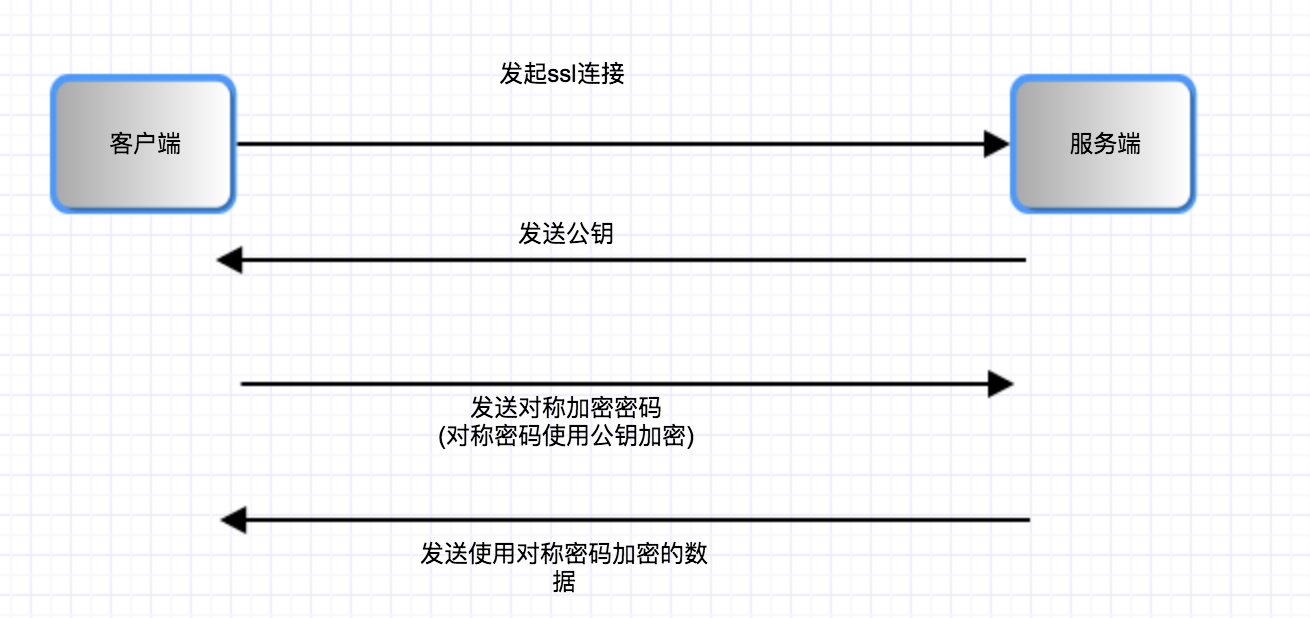 发起ssl连接
客户端
服务端
发送公钥
发送对称加密密码
(对称密码使用公钥加密)
发送使用对称密码加密的数
据